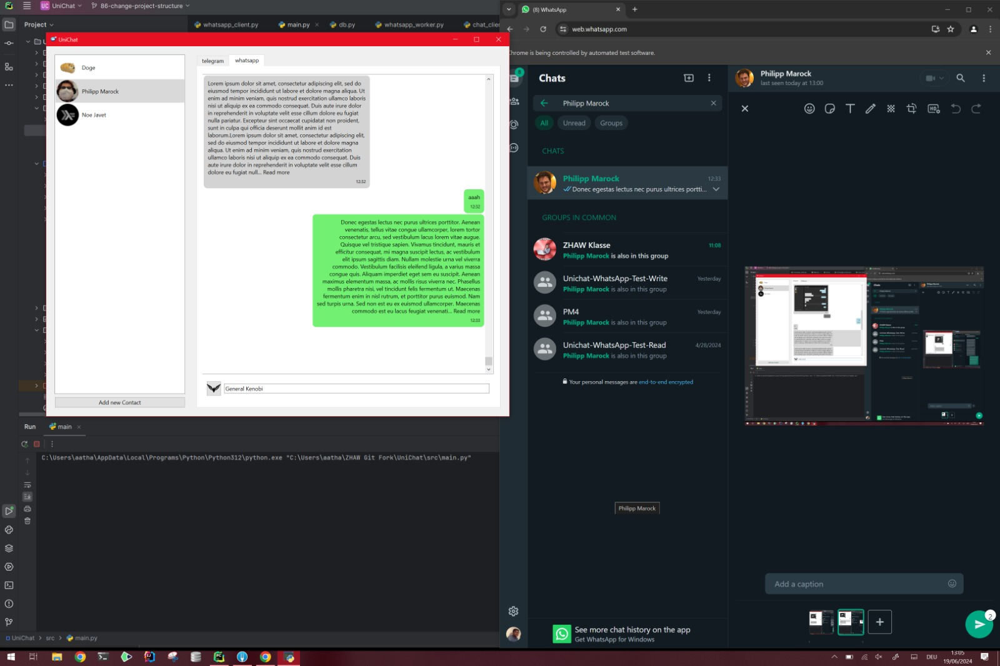 UC UniChat 86-change-project-structure
Project
whatsapp_client.py main.py db.py whatsapp_worker.py chat_clie
UniChat
Doge
Philipp Marock
Noe Javet
Add new Contact
telegram whatsapp
Lorem ipsum dolor sit amet, consectetur adipiscing elit, sed do
eiusmod tempor incididunt ut labore et dolore magna aliqua. Ut
enim ad minim veniam, quis nostrud exercitation ullamco laboris
nisi ut aliquip ex ea commodo consequat. Duis aute irure dolor
in reprehenderit in voluptate velit esse cillum dolore eu fugiat
nulla pariatur. Excepteur sint occaecat cupidatat non proident,
sunt in culpa qui officia deserunt mollit anim id est
laborum.Lorem ipsum dolor sit amet, consectetur adipiscing elit,
sed do eiusmod tempor incididunt ut labore et dolore magna
aliqua. Ut enim ad minim veniam, quis nostrud exercitation
ullamco laboris nisi ut aliquip ex ea commodo consequat. Duis
aute irure dolor in reprehenderit in voluptate velit esse cillum
dolore eu fugiat null... Read more
12:32
aaah
12:32
Donec egestas lectus nec purus ultrices porttitor. Aenean
venenatis, tellus vitae congue ullamcorper, lorem tortor
consectetur arcu, sed vestibulum lacus lorem vitae augue.
Quisque vel tristique sapien. Vivamus tincidunt, mauris et
efficitur consequat, mi magna suscipit lectus, ac vestibulum
elit ipsum sagittis diam. Nullam molestie urna vel viverra
commodo. Vestibulum facilisis eleifend ligula, a varius massa
congue quis. Aliquam imperdiet eget sem eu suscipit. Aenean
maximus elementum massa, ac mollis risus viverra nec. Phasellus
mollis pharetra nisi, vel tincidunt felis fermentum ut. Maecenas
fermentum enim in nisl rutrum, et porttitor purus euismod. Nam
sed turpis urna. Sed non est eu ex euismod ullamcorper. Maecenas
commodo est eu lacus feugiat venenati... Read more
12:33
General Kenobi
Run main
C:\Users\aatha\AppData\Local\Programs\Python\Python312\python.exe "C:\Users\aatha\ZHAW Git Fork\UniChat\src\main.py"
UniChat > src > main.py
(8) WhatsApp
web.whatsapp.com
Chrome is being controlled by automated test software.
8
Chats
Philipp Marock
All Unread Groups
CHATS
Philipp Marock 12:33
Donec egestas lectus nec purus ultrices portti...
GROUPS IN COMMON
ZHAW Klasse 11:08
Philipp Marock is also in this group
Unichat-WhatsApp-Test-Write Yesterday
Philipp Marock is also in this group
PM4 Yesterday
Philipp Marock is also in this group
Unichat-WhatsApp-Test-Read 4/28/2024
Philipp Marock is also in this group
Your personal messages are end-to-end encrypted
Philipp Marock
See more chat history on the app
Get WhatsApp for Windows
Philipp Marock
last seen today at 13:00
HD
Add a caption
2
DEU
13:05
19/06/2024